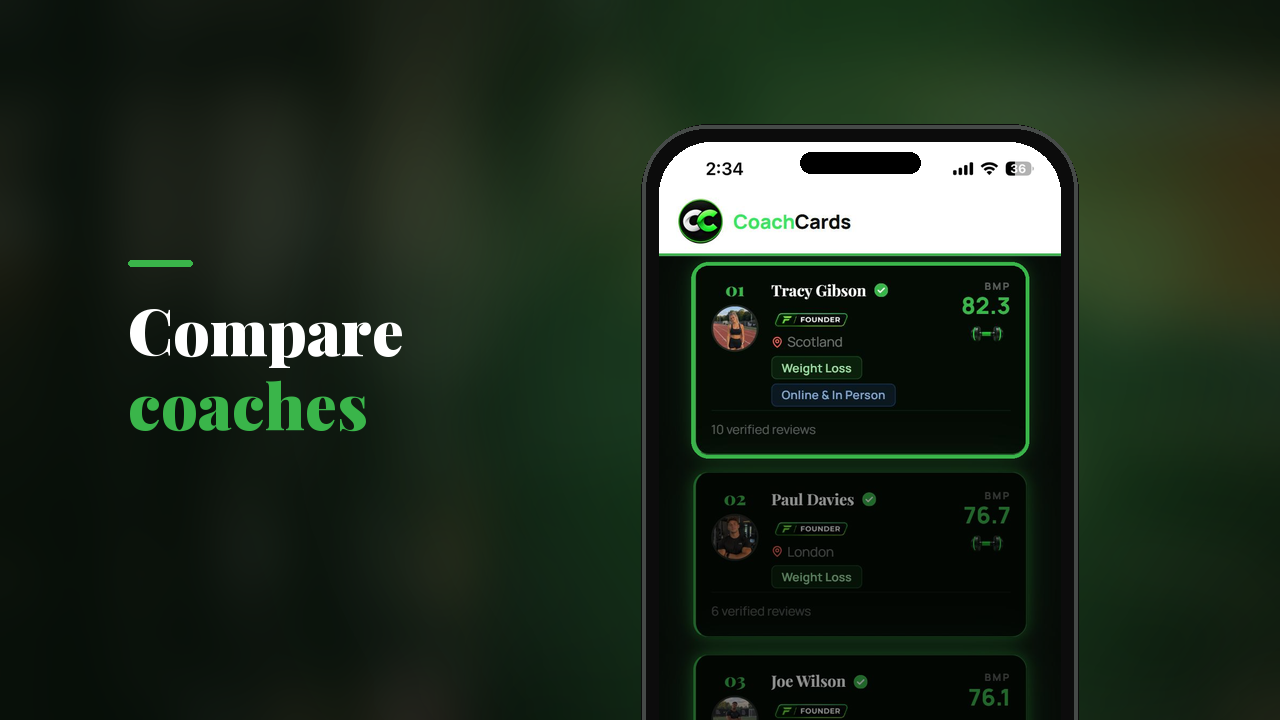 Compare
coaches
2:34
36
CC
CoachCards
01
Tracy Gibson
FOUNDER
Scotland
Weight Loss
Online & In Person
10 verified reviews
BMP
82.3
02
Paul Davies
FOUNDER
London
Weight Loss
6 verified reviews
BMP
76.7
03
Joe Wilson
FOUNDER
BMP
76.1